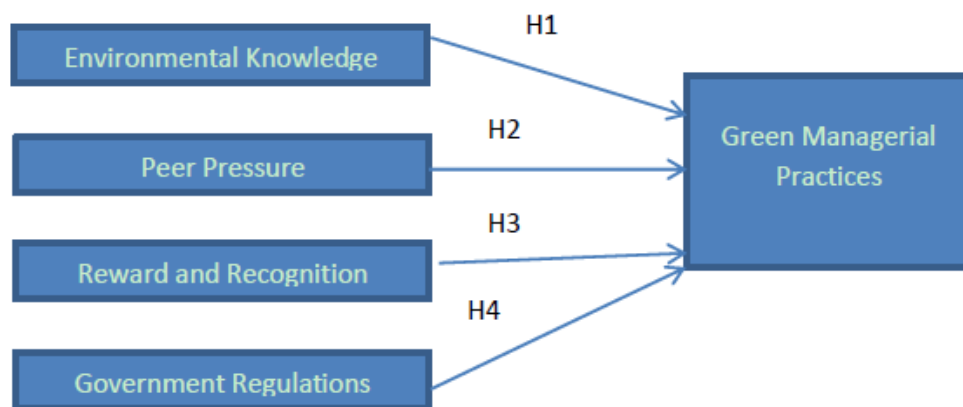 H1
Environmental Knowledge
H2
Green Managerial
Practices
Peer Pressure
H3
Reward and Recognition
H4
Government Regulations